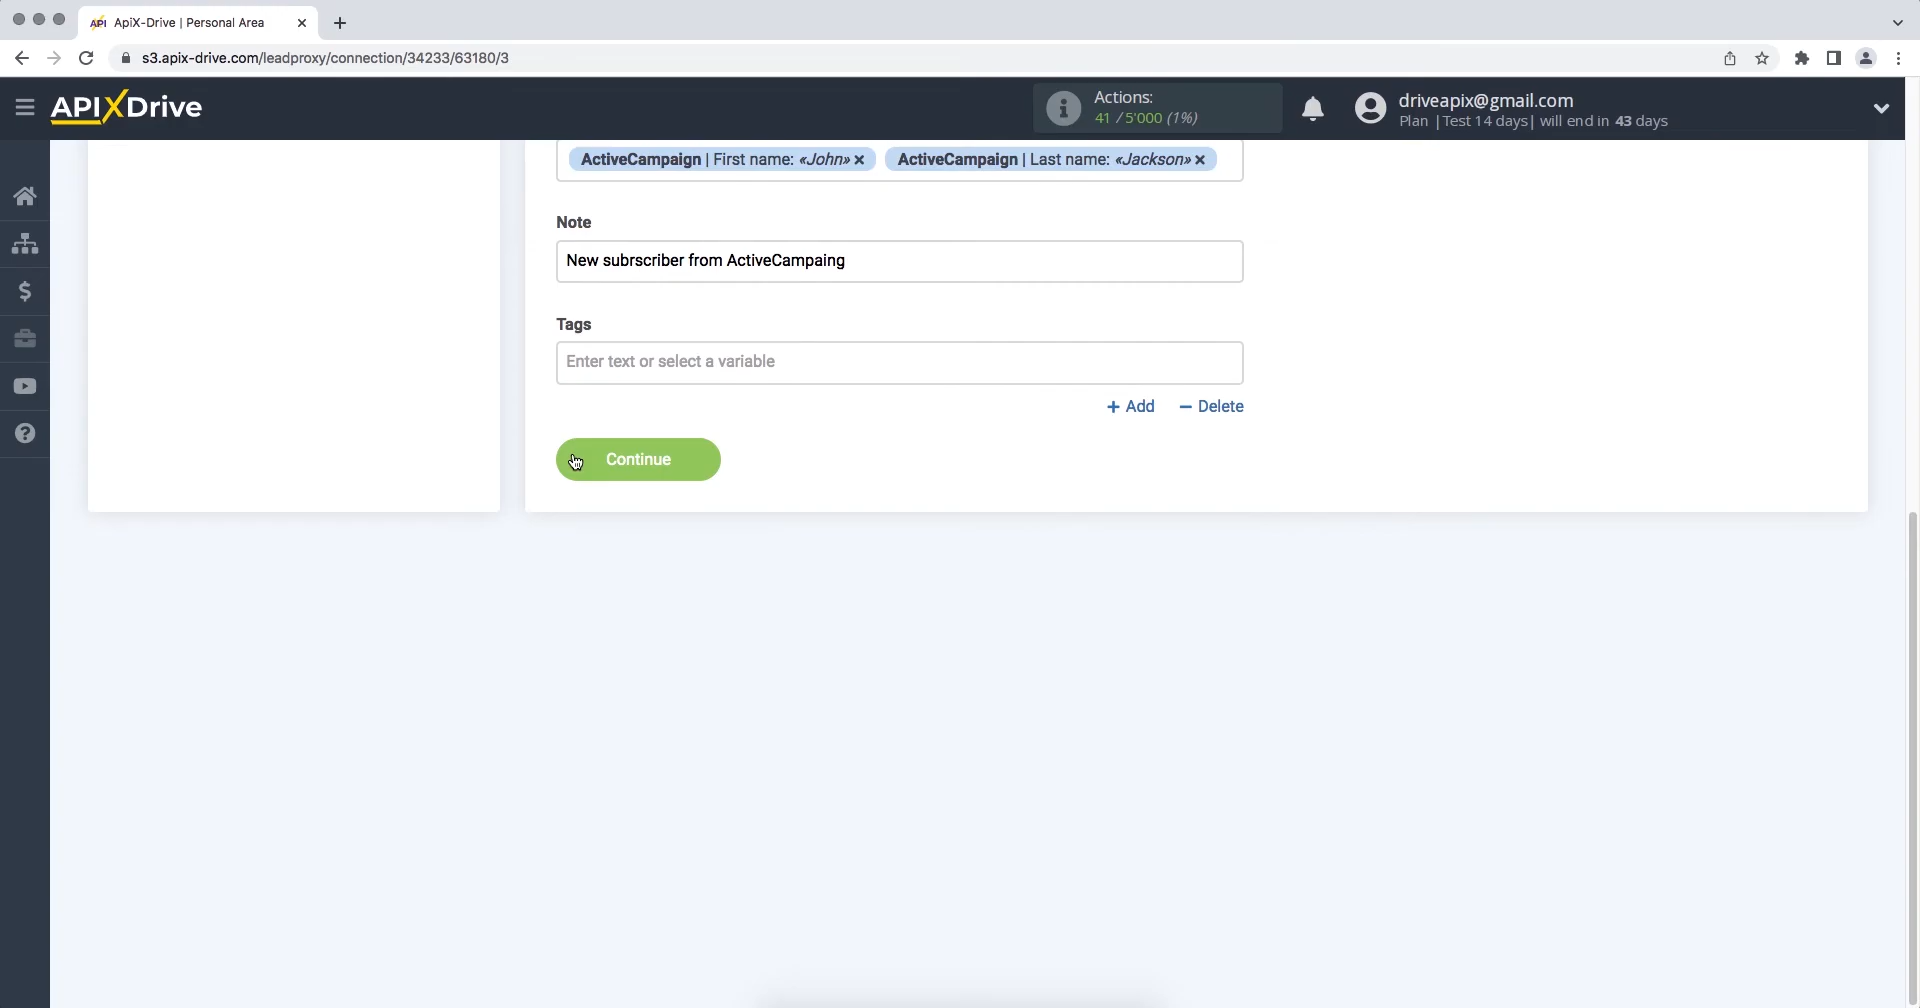 API ApiX-Drive | Personal Area
s3.apix-drive.com/leadproxy/connection/34233/63180/3
APIXDrive
Actions:
41 / 5'000 (1%)
driveapix@gmail.com
Plan |Test 14 days| will end in 43 days
ActiveCampaign | First name: «John» ActiveCampaign | Last name: «Jackson»
Note
New subrscriber from ActiveCampaing
Tags
Enter text or select a variable
+ Add − Delete
Continue